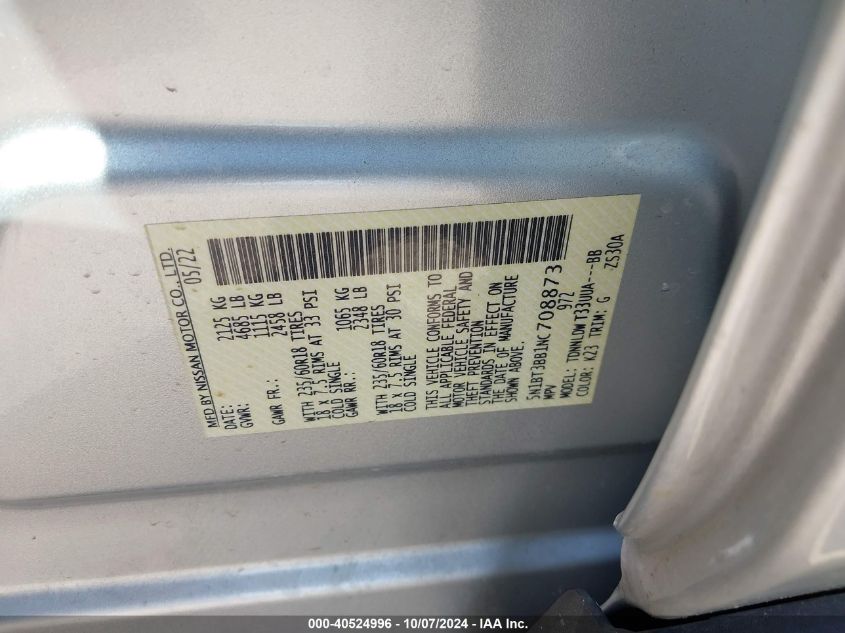 MFD BY NISSAN MOTOR CO., LTD.
DATE: 05/22
GVWR: 2125 KG
4685 LB
GAWR FR.: 1115 KG
2458 LB
WITH 235/60R18 TIRES
18 X 7.5 RIMS AT 33 PSI
COLD SINGLE
GAWR RR.: 1065 KG
2348 LB
WITH 235/60R18 TIRES
18 X 7.5 RIMS AT 30 PSI
COLD SINGLE
THIS VEHICLE CONFORMS TO
ALL APPLICABLE FEDERAL
MOTOR VEHICLE SAFETY AND
THEFT PREVENTION
STANDARDS IN EFFECT ON
THE DATE OF MANUFACTURE
SHOWN ABOVE.
5N1BT3BB1NC708873
MPV 972
MODEL: TDWNLDW T33UUA---BB
COLOR: K23 TRIM: G ZS30A
000-40524996 - 10/07/2024 - IAA Inc.